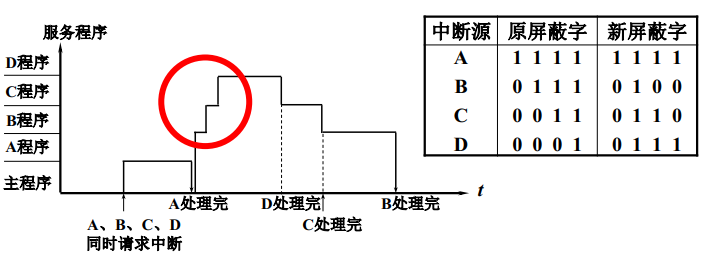 服务程序
D程序
C程序
B程序
A程序
主程序
t
A处理完
D处理完
B处理完
C处理完
A、B、C、D
同时请求中断
中断源 原屏蔽字 新屏蔽字
A 1 1 1 1 1 1 1 1
B 0 1 1 1 0 1 0 0
C 0 0 1 1 0 1 1 0
D 0 0 0 1 0 1 1 1